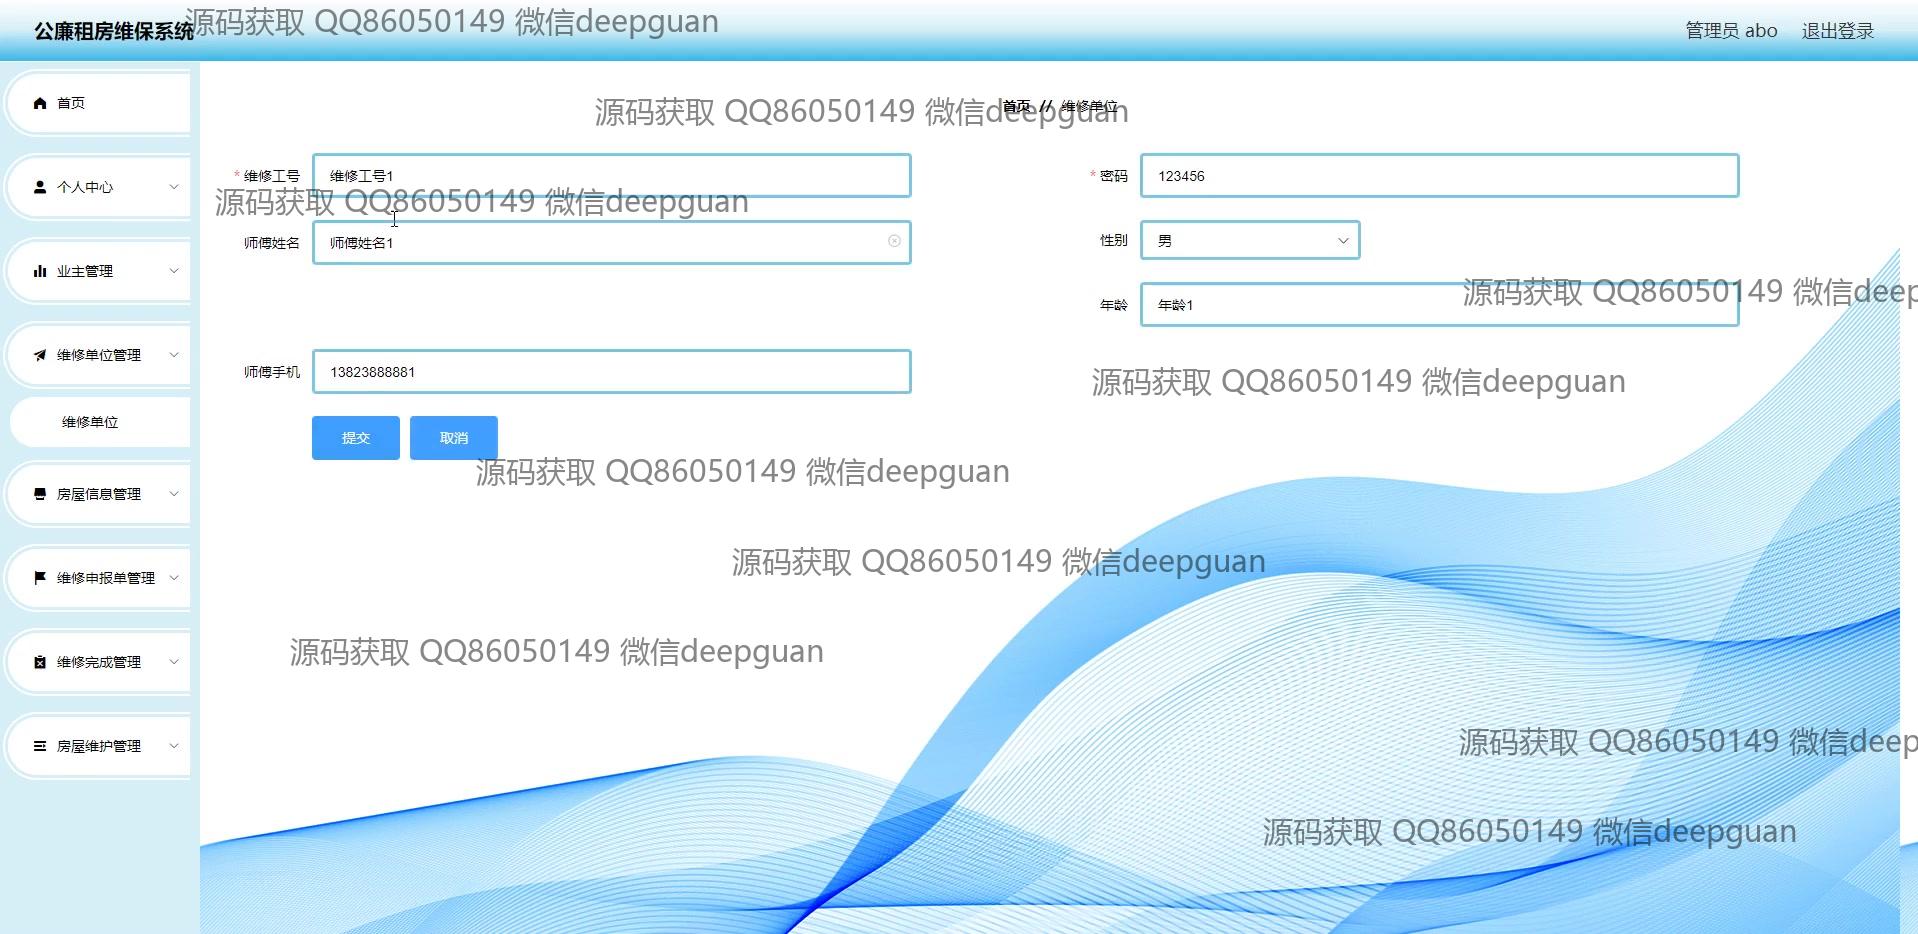 公廉租房维保系统
源码获取 QQ86050149 微信deepguan
管理员 abo
退出登录
首页
源码获取 QQ86050149 微信deepguan
首页 // 维修单位
* 维修工号
维修工号1
* 密码
123456
个人中心
源码获取 QQ86050149 微信deepguan
师傅姓名
师傅姓名1
性别
男
业主管理
源码获取 QQ86050149 微信deep
年龄
年龄1
维修单位管理
师傅手机
13823888881
源码获取 QQ86050149 微信deepguan
维修单位
提交
取消
源码获取 QQ86050149 微信deepguan
房屋信息管理
源码获取 QQ86050149 微信deepguan
维修申报单管理
源码获取 QQ86050149 微信deepguan
维修完成管理
房屋维护管理
源码获取 QQ86050149 微信deep
源码获取 QQ86050149 微信deepguan